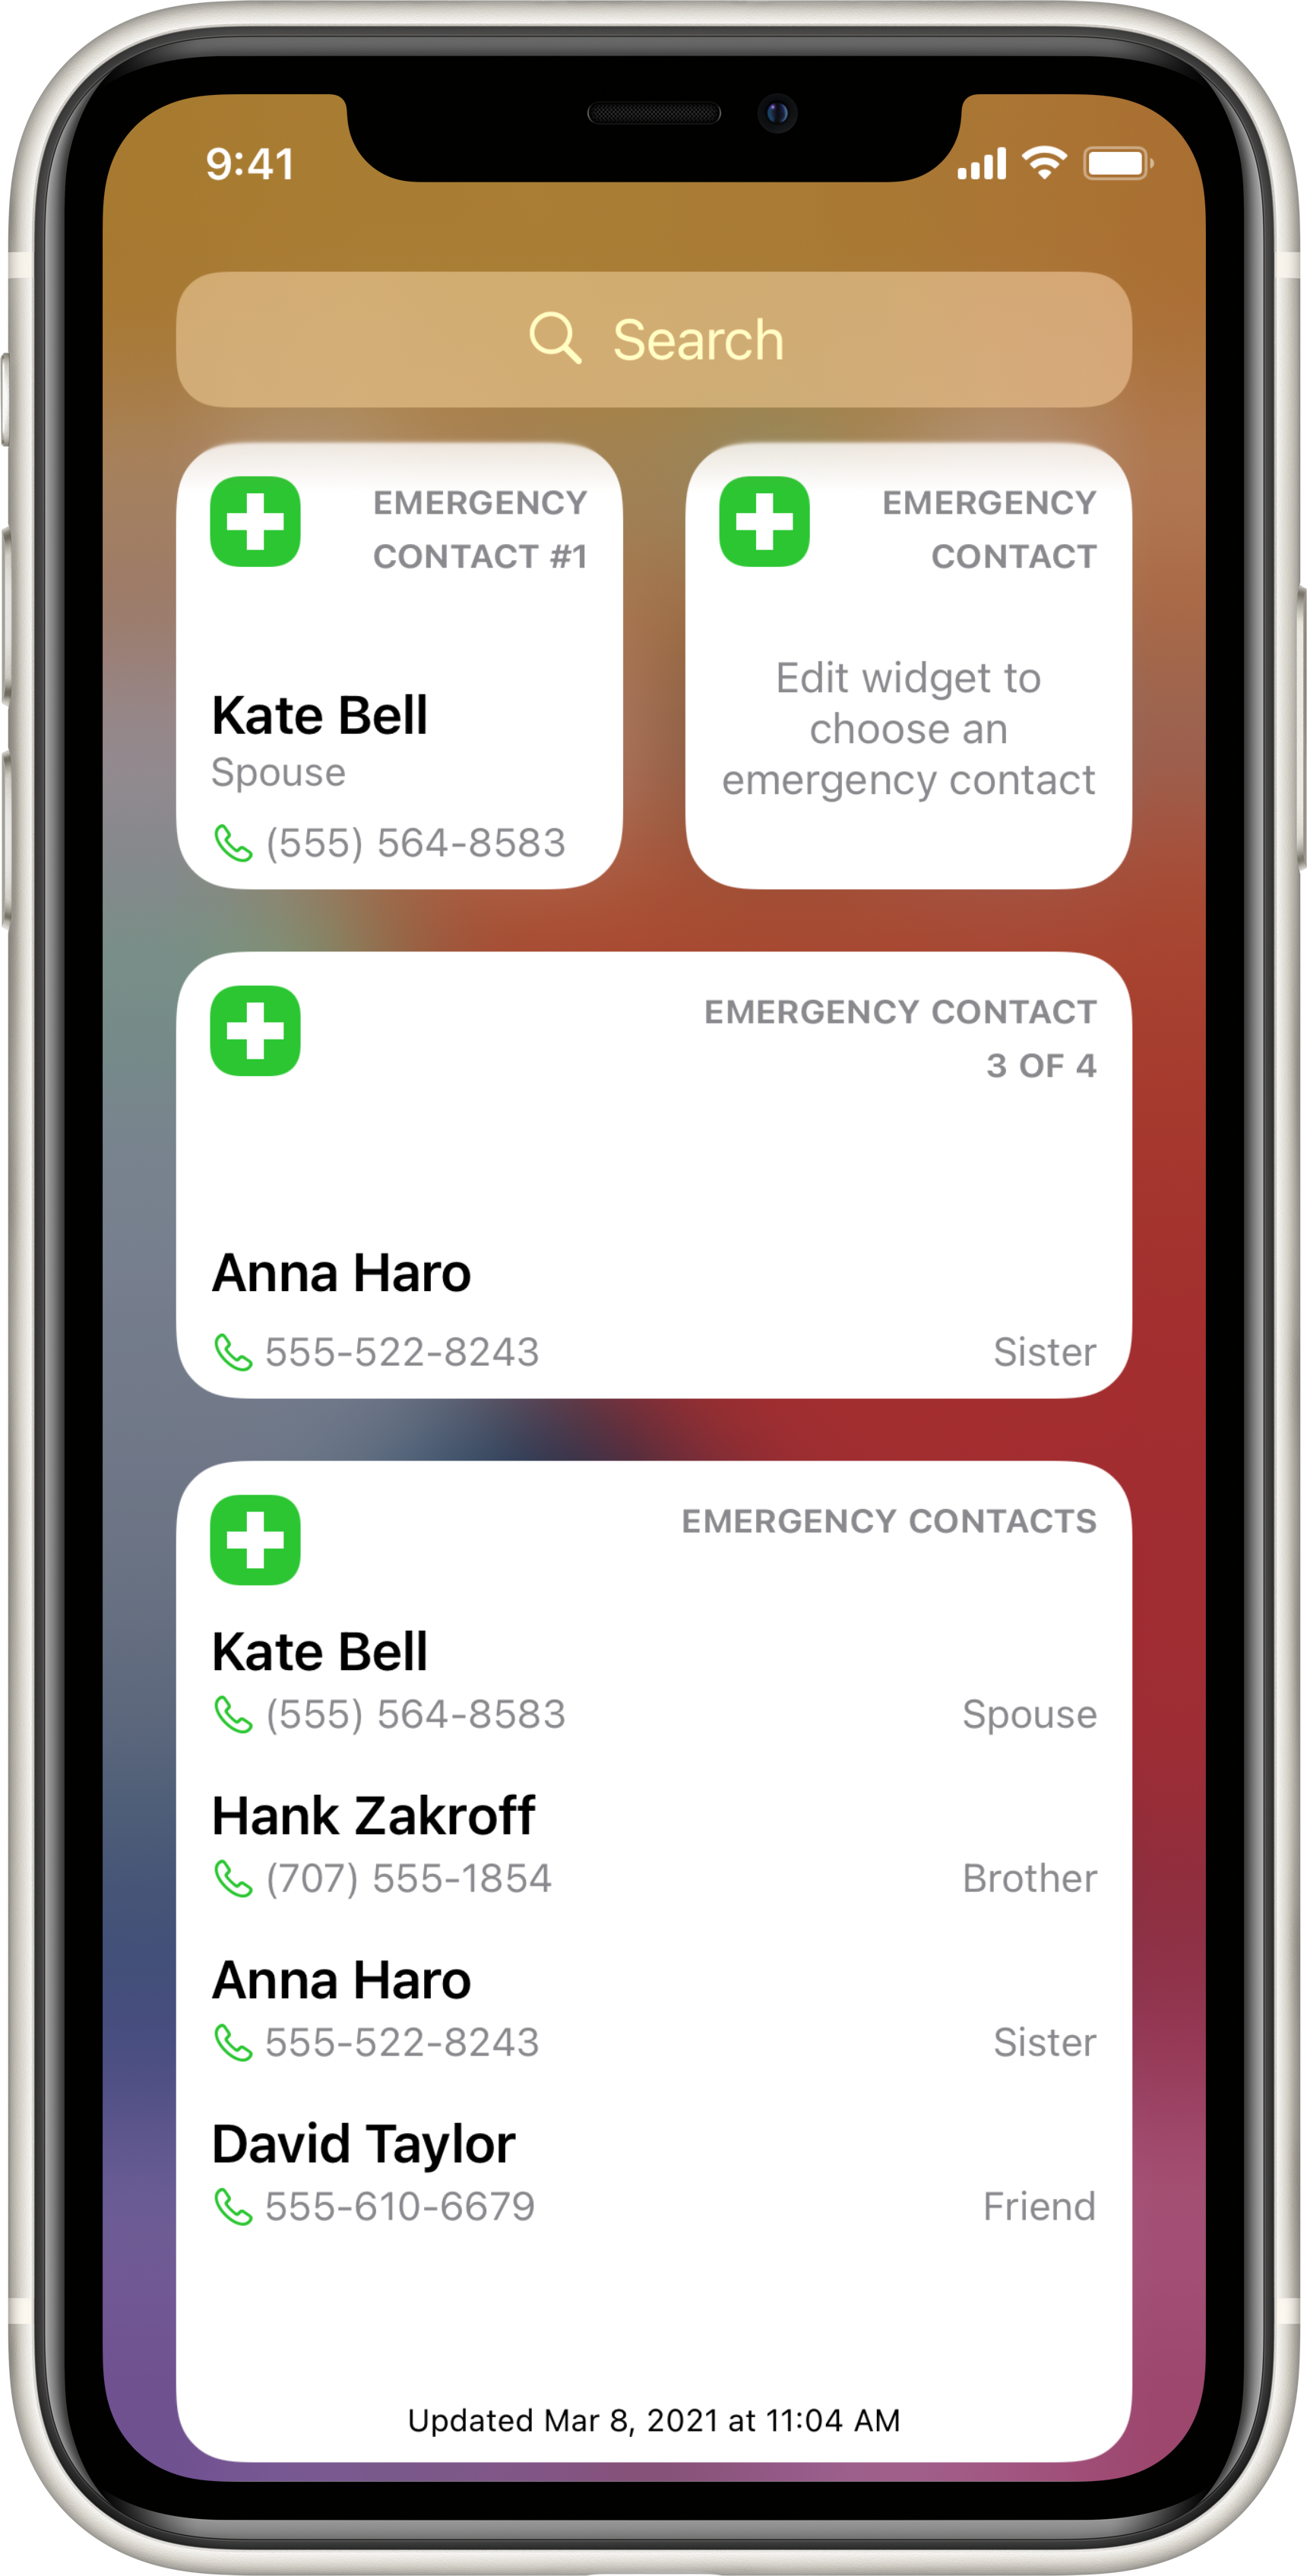 9:41
Search
EMERGENCY
CONTACT #1
Kate Bell
Spouse
(555) 564-8583
EMERGENCY
CONTACT
Edit widget to
choose an
emergency contact
EMERGENCY CONTACT
3 OF 4
Anna Haro
555-522-8243 Sister
EMERGENCY CONTACTS
Kate Bell
(555) 564-8583 Spouse
Hank Zakroff
(707) 555-1854 Brother
Anna Haro
555-522-8243 Sister
David Taylor
555-610-6679 Friend
Updated Mar 8, 2021 at 11:04 AM